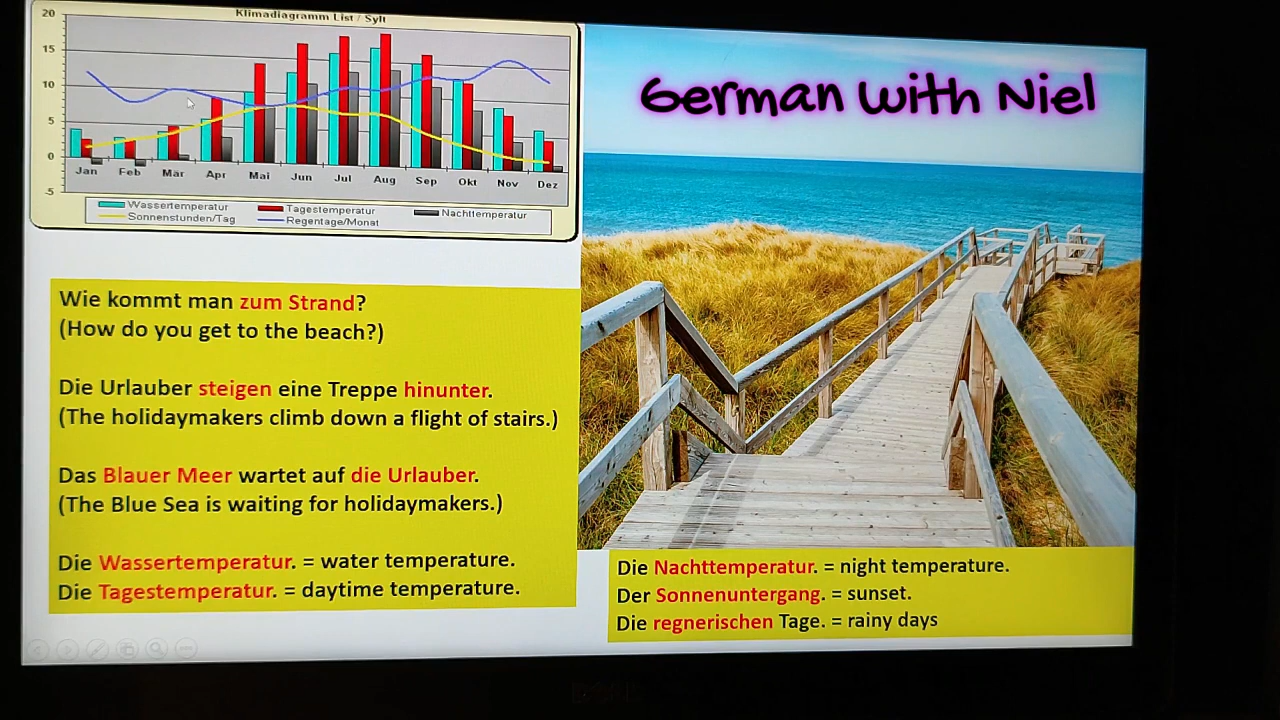 Klimadiagramm List / Sylt
20
15
10
5
0
-5
Jan Feb Mär Apr Mai Jun Jul Aug Sep Okt Nov Dez
Wassertemperatur Tagestemperatur Nachttemperatur
Sonnenstunden/Tag Regentage/Monat
German with Niel
Wie kommt man zum Strand?
(How do you get to the beach?)
Die Urlauber steigen eine Treppe hinunter.
(The holidaymakers climb down a flight of stairs.)
Das Blauer Meer wartet auf die Urlauber.
(The Blue Sea is waiting for holidaymakers.)
Die Wassertemperatur. = water temperature.
Die Tagestemperatur. = daytime temperature.
Die Nachttemperatur. = night temperature.
Der Sonnenuntergang. = sunset.
Die regnerischen Tage. = rainy days